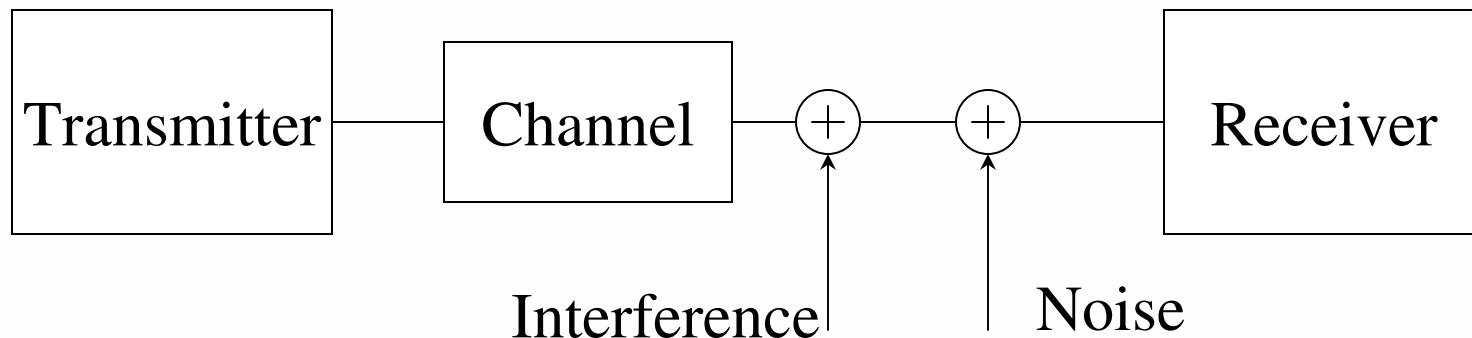 Transmitter
Channel
Receiver
Interference
Noise